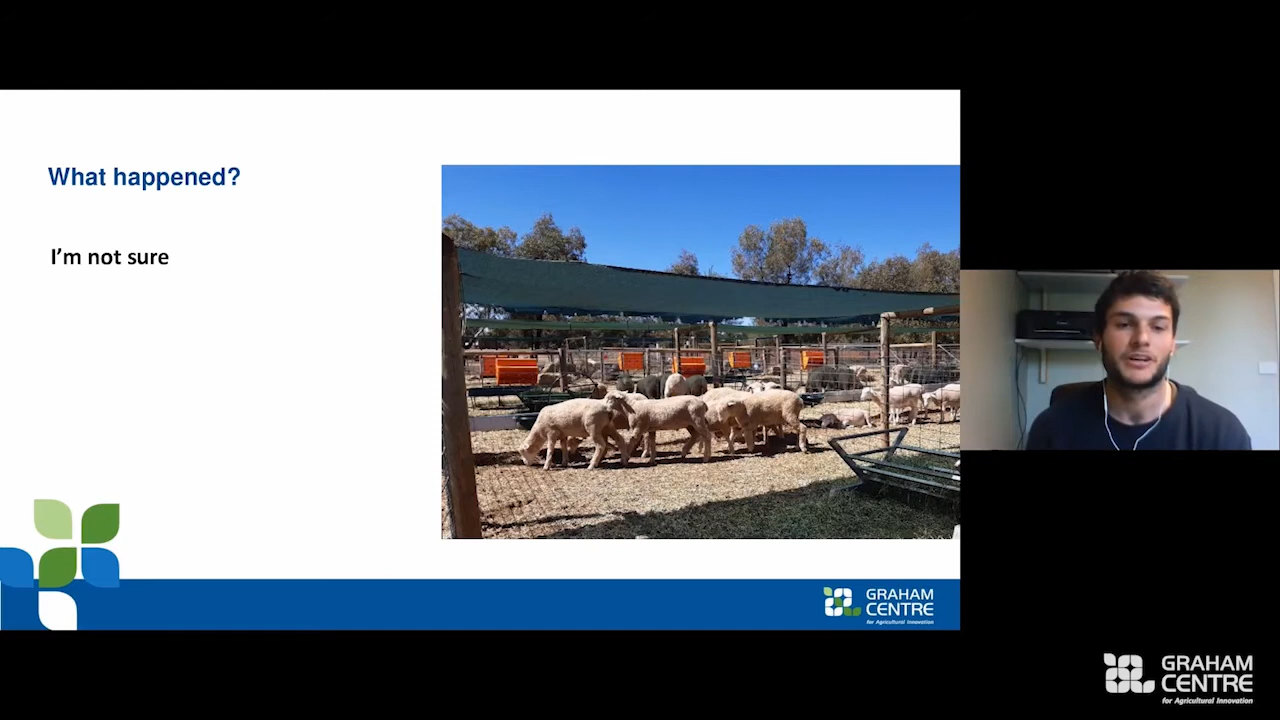 What happened?
I'm not sure
GRAHAM
CENTRE
for Agricultural Innovation
GRAHAM
CENTRE
for Agricultural Innovation